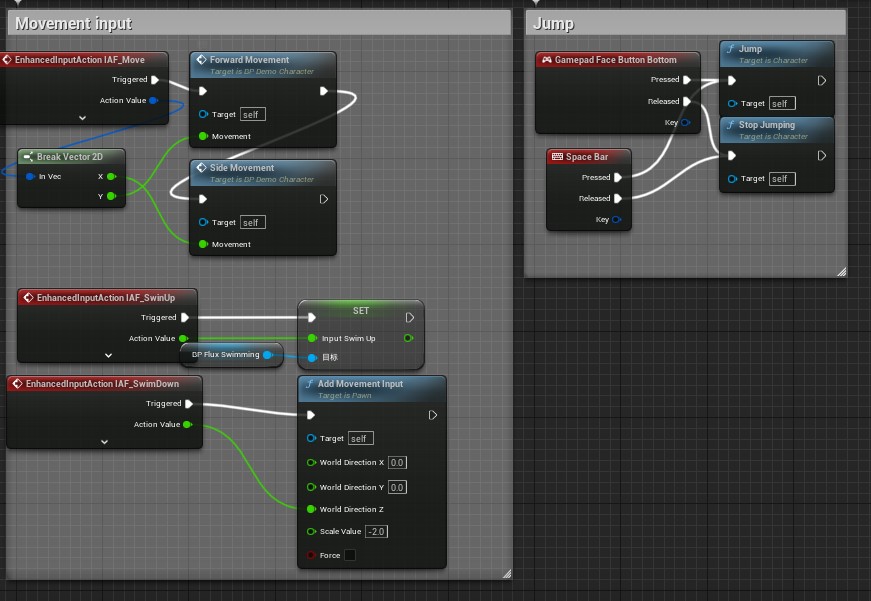 Movement input
EnhancedInputAction IAF_Move
Triggered
Action Value
Forward Movement
Target is DP Demo Character
Target self
Movement
Break Vector 2D
In Vec X
Y
Side Movement
Target is DP Demo Character
Target self
Movement
EnhancedInputAction IAF_SwinUp
Triggered
Action Value
DP Flux Swimming
SET
Input Swim Up
目标
EnhancedInputAction IAF_SwimDown
Triggered
Action Value
f Add Movement Input
Target is Pawn
Target self
World Direction X 0.0
World Direction Y 0.0
World Direction Z
Scale Value -2.0
Force
Jump
Gamepad Face Button Bottom
Pressed
Released
Key
Space Bar
Pressed
Released
Key
f Jump
Target is Character
Target self
f Stop Jumping
Target is Character
Target self